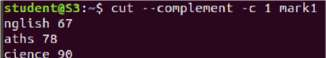 student@S3:~$ cut --complement -c 1 mark1
nglish 67
aths 78
cience 90